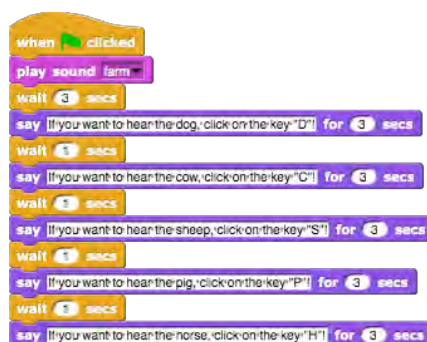 when clicked
play sound farm
wait 3 secs
say If you want to hear the dog, click on the key "D"! for 3 secs
wait 1 secs
say If you want to hear the cow, click on the key "C"! for 3 secs
wait 1 secs
say If you want to hear the sheep, click on the key "S"! for 3 secs
wait 1 secs
say If you want to hear the pig, click on the key "P"! for 3 secs
wait 1 secs
say If you want to hear the horse, click on the key "H"! for 3 secs